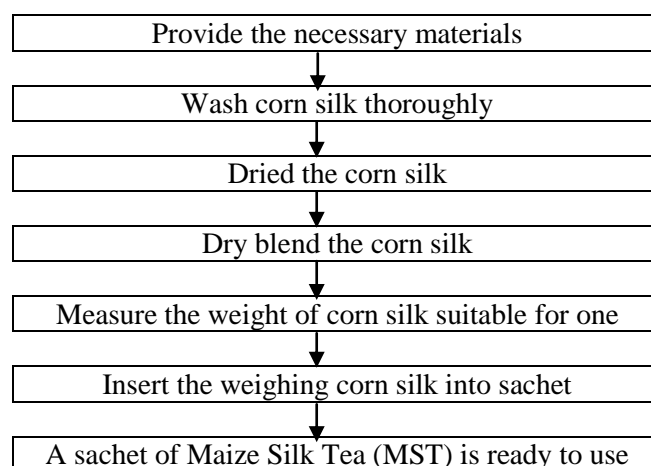 Provide the necessary materials
Wash corn silk thoroughly
Dried the corn silk
Dry blend the corn silk
Measure the weight of corn silk suitable for one
Insert the weighing corn silk into sachet
A sachet of Maize Silk Tea (MST) is ready to use